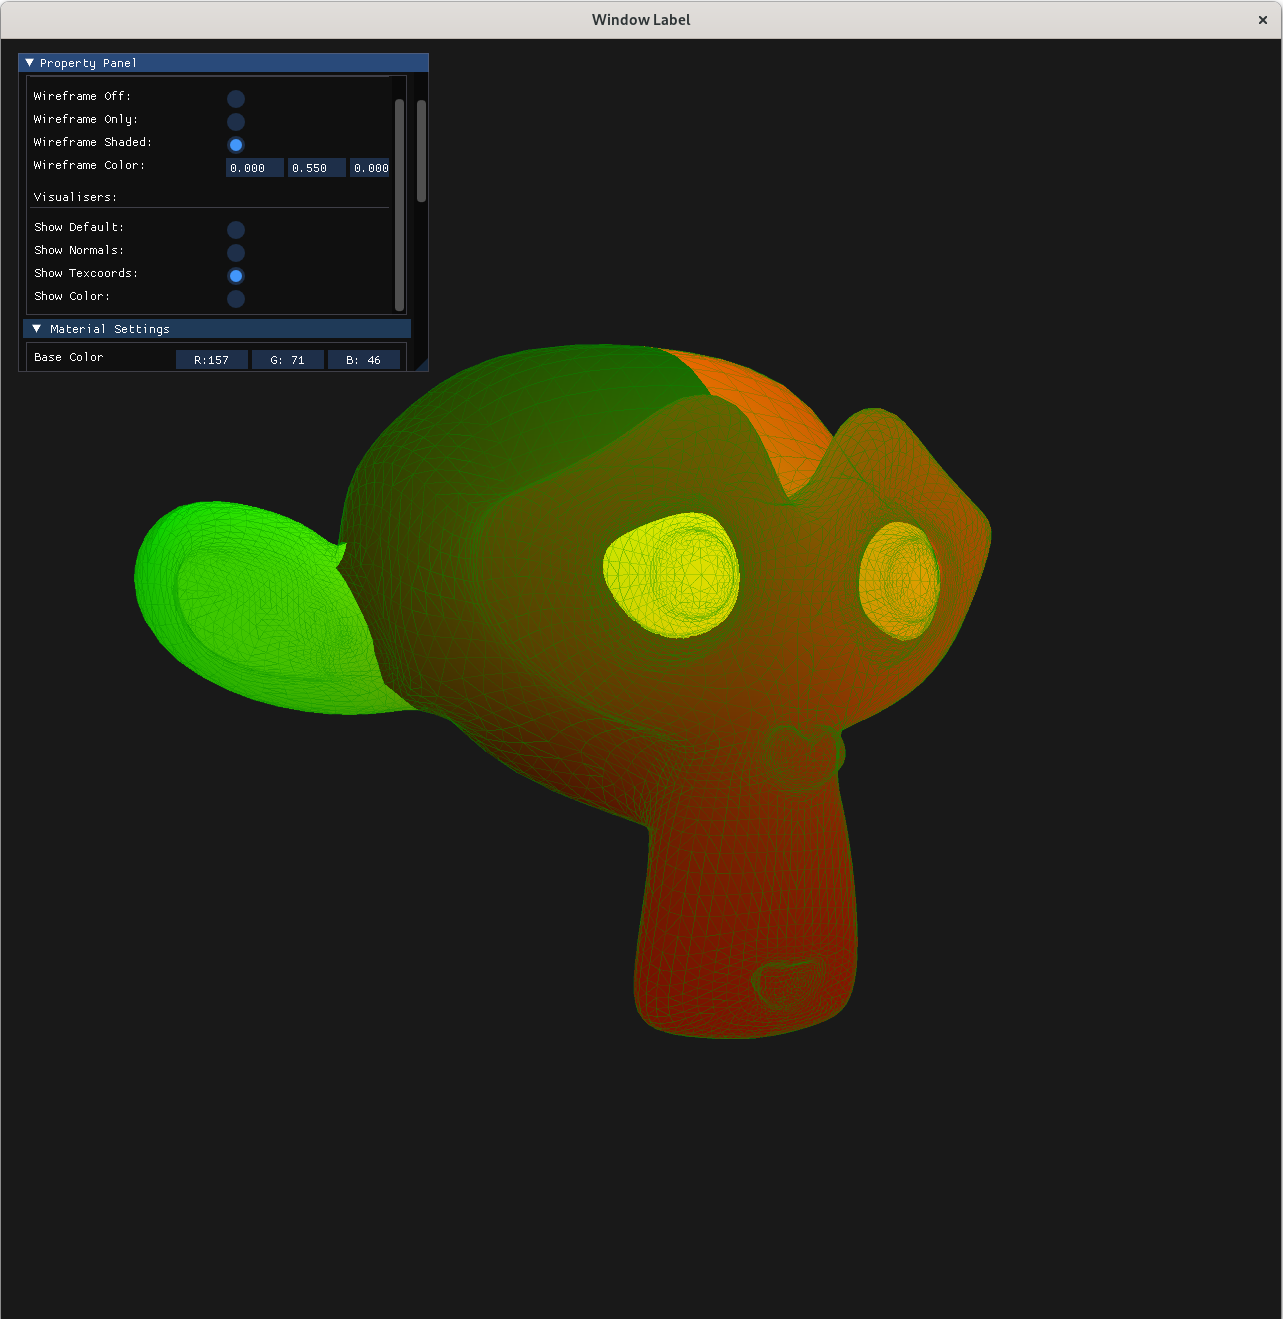 Window Label
Property Panel
Wireframe Off:
Wireframe Only:
Wireframe Shaded:
Wireframe Color: 0.000 0.550 0.000
Visualisers:
Show Default:
Show Normals:
Show Texcoords:
Show Color:
Material Settings
Base Color R:157 G: 71 B: 46